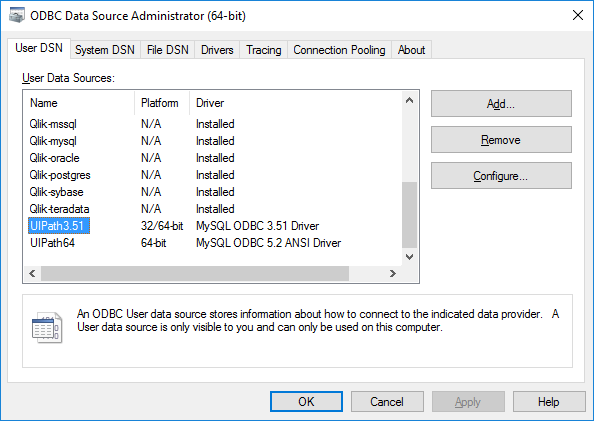 ODBC Data Source Administrator (64-bit)
User DSN System DSN File DSN Drivers Tracing Connection Pooling About
User Data Sources:
Name Platform Driver
Qlik-mssql N/A Installed
Qlik-mysql N/A Installed
Qlik-oracle N/A Installed
Qlik-postgres N/A Installed
Qlik-sybase N/A Installed
Qlik-teradata N/A Installed
UIPath3.51 32/64-bit MySQL ODBC 3.51 Driver
UIPath64 64-bit MySQL ODBC 5.2 ANSI Driver
Add...
Remove
Configure...
An ODBC User data source stores information about how to connect to the indicated data provider. A
User data source is only visible to you and can only be used on this computer.
OK Cancel Apply Help